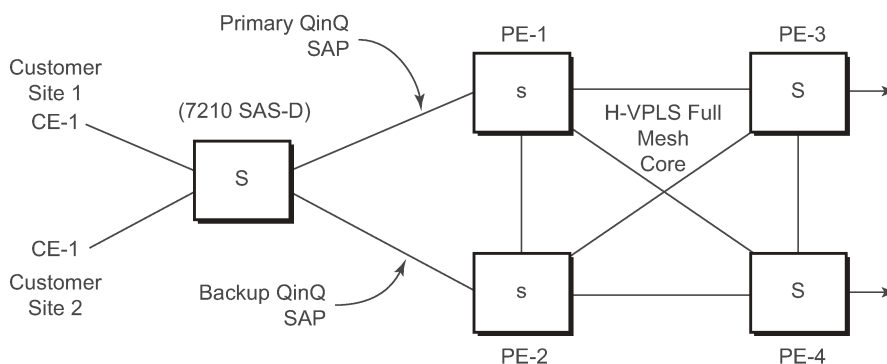 Primary QinQ
SAP
PE-1
PE-3
Customer
Site 1
CE-1
(7210 SAS-D)
s
S
H-VPLS Full
Mesh
Core
S
CE-1
Customer
Site 2
Backup QinQ
SAP
s
S
PE-2
PE-4